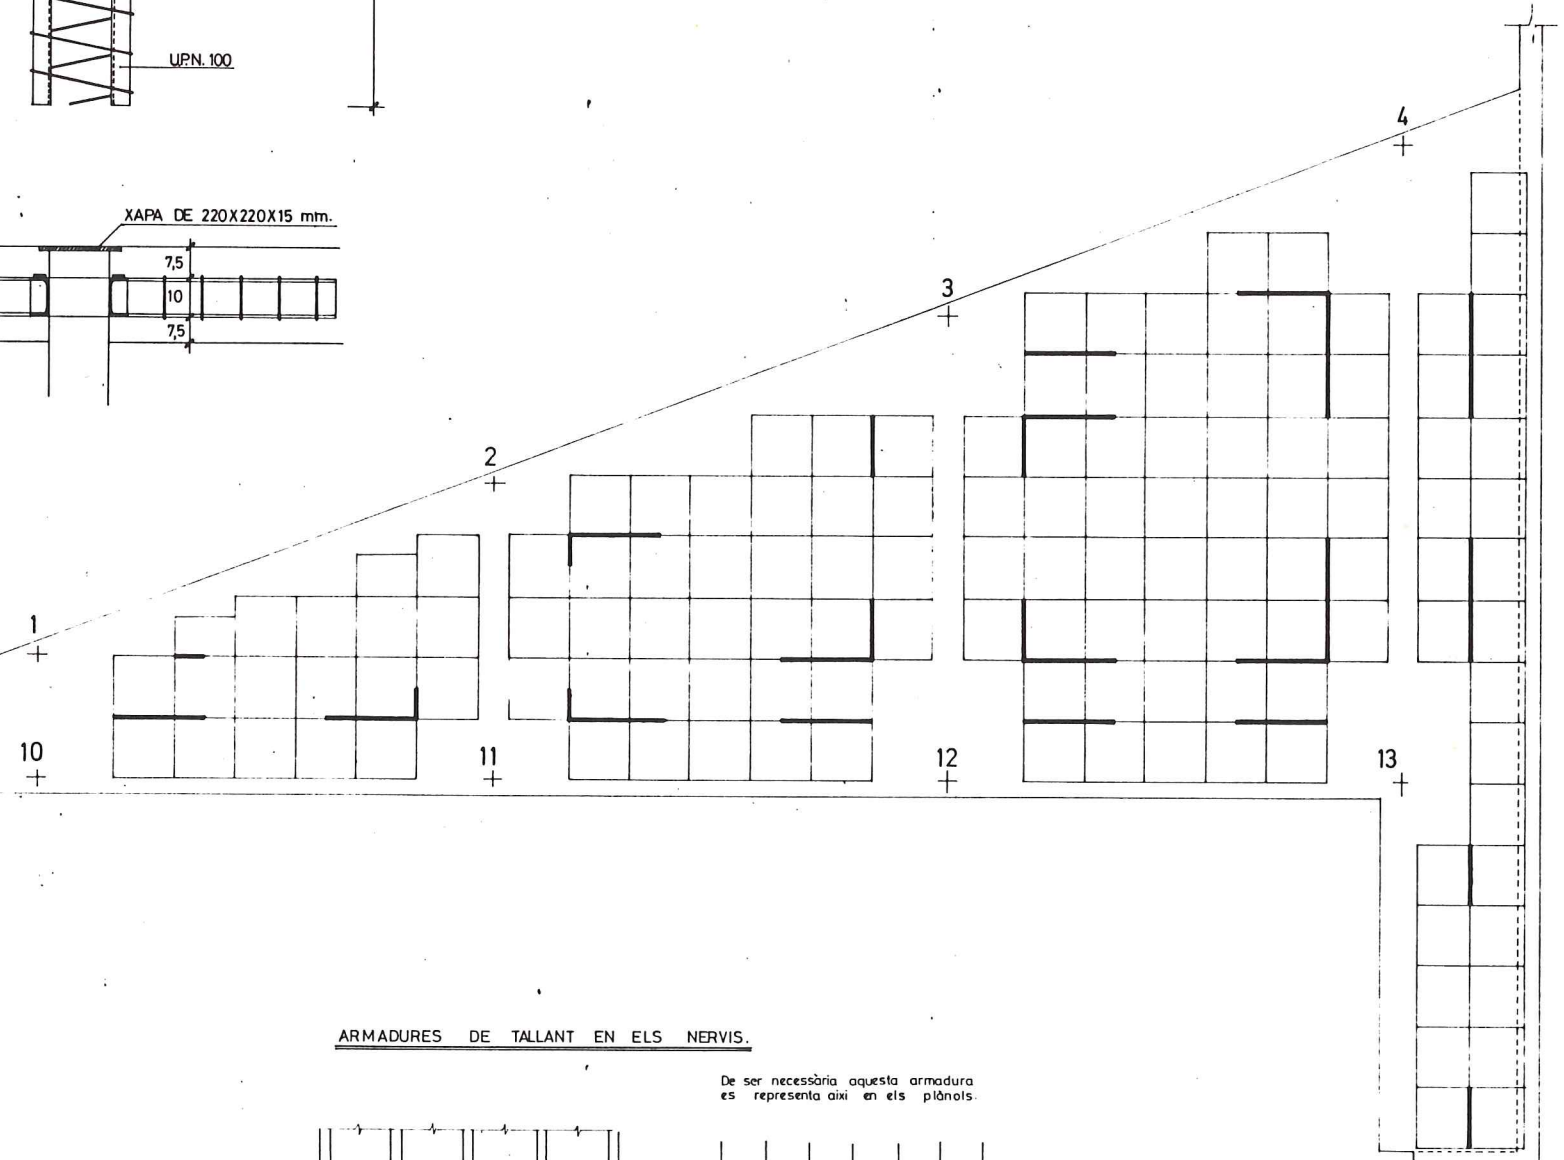 U.P.N. 100
XAPA DE 220X220X15 mm.
7,5
10
7,5
4
3
2
1
10
11
12
13
ARMADURES DE TALLANT EN ELS NERVIS.
De ser necessària aquesta armadura
es representa aixi en els plànols.